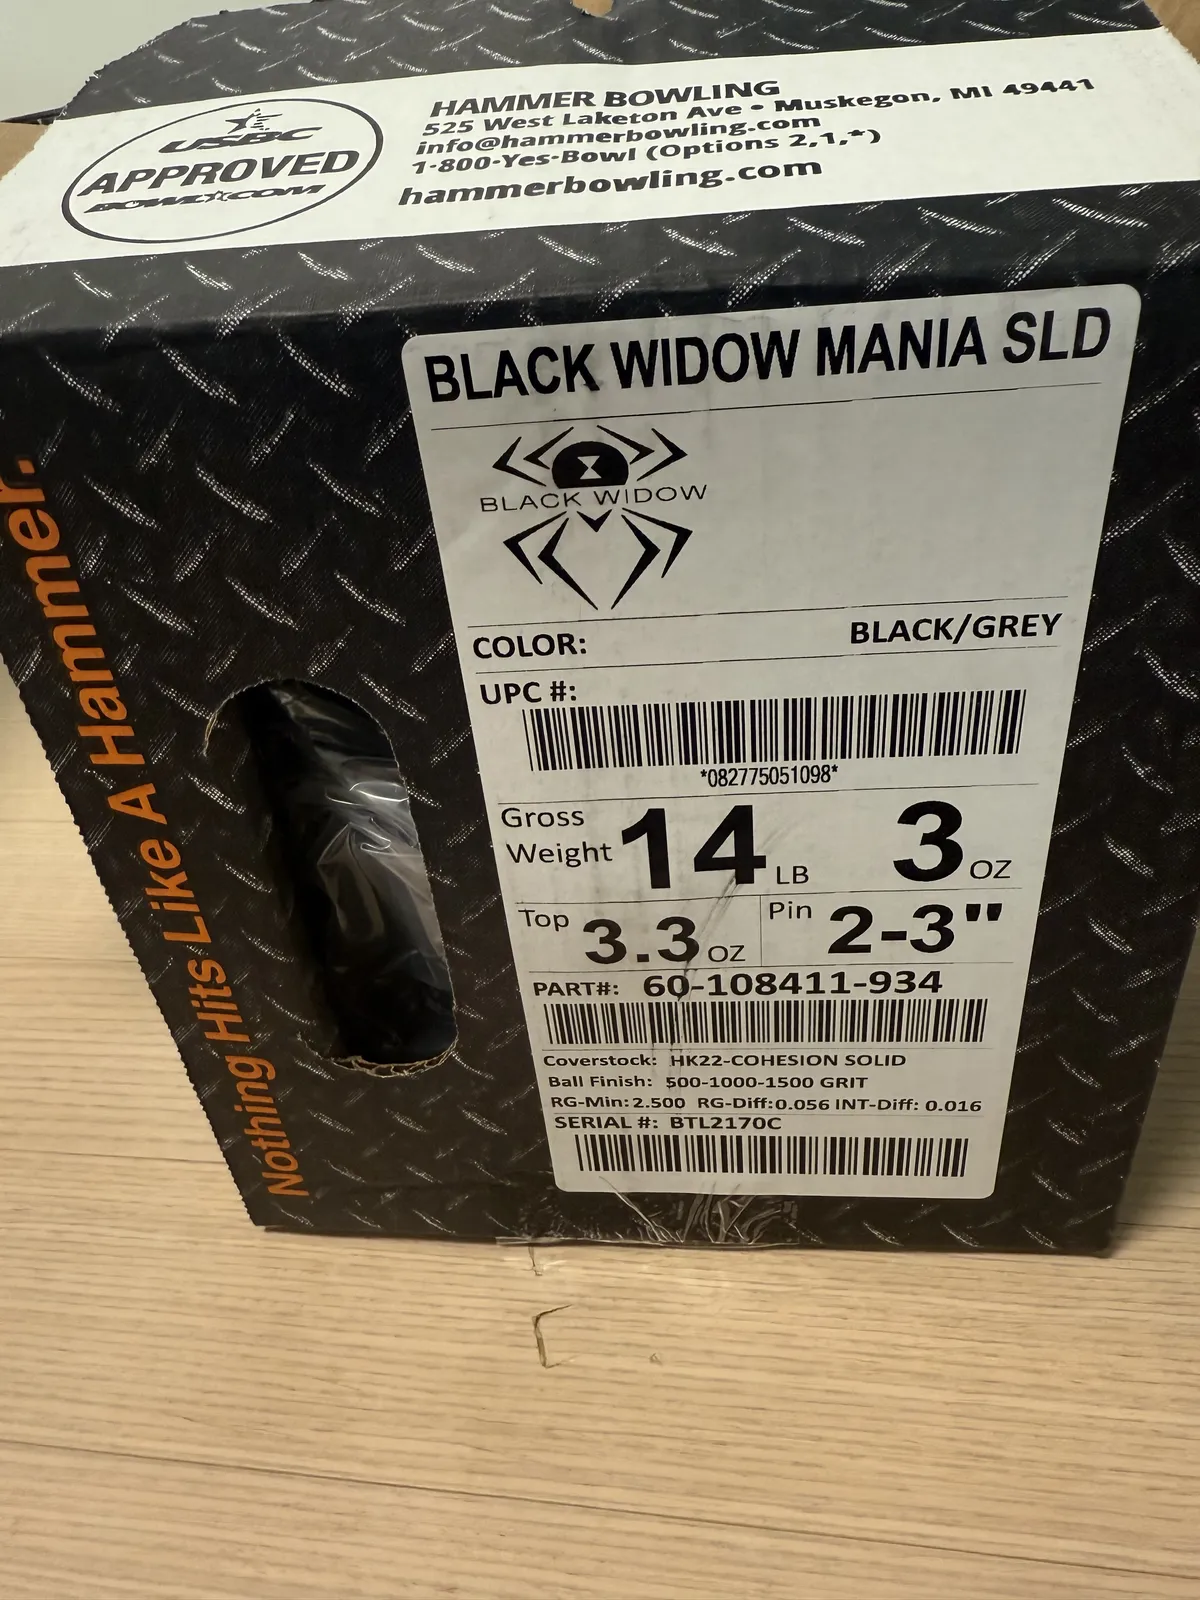 USBC
APPROVED
BOWL.COM
HAMMER BOWLING
525 West Laketon Ave • Muskegon, MI 49441
info@hammerbowling.com
1-800-Yes-Bowl (Options 2,1,*)
hammerbowling.com
Nothing Hits Like A Hammer.
BLACK WIDOW MANIA SLD
BLACK WIDOW
COLOR: BLACK/GREY
UPC #:
*082775051098*
Gross Weight 14 LB 3 OZ
Top 3.3 OZ Pin 2-3"
PART#: 60-108411-934
Coverstock: HK22-COHESION SOLID
Ball Finish: 500-1000-1500 GRIT
RG-Min: 2.500 RG-Diff: 0.056 INT-Diff: 0.016
SERIAL #: BTL2170C